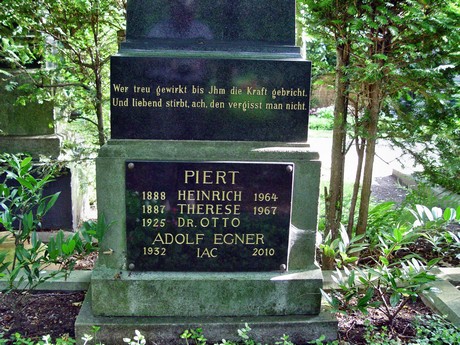 Wer treu gewirkt bis Jhm die Kraft gebricht.
Und liebend stirbt, ach, den vergisst man nicht.
PIERT
1888 HEINRICH 1964
1887 THERESE 1967
1925 DR. OTTO
ADOLF EGNER
1932 IAC 2010